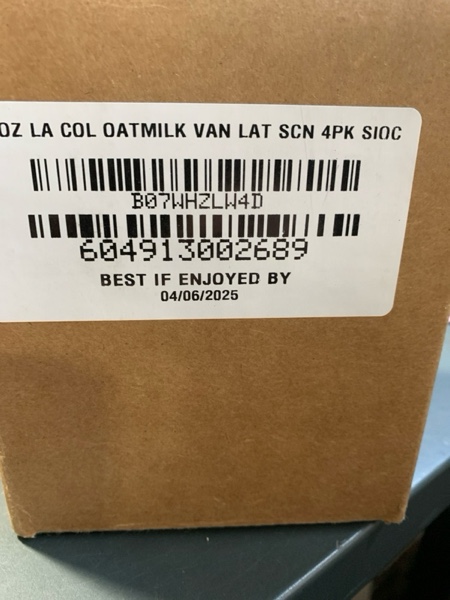 OZ LA COL OATMILK VAN LAT SCN 4PK SIOC
B07WHZLW4D
604913002689
BEST IF ENJOYED BY
04/06/2025